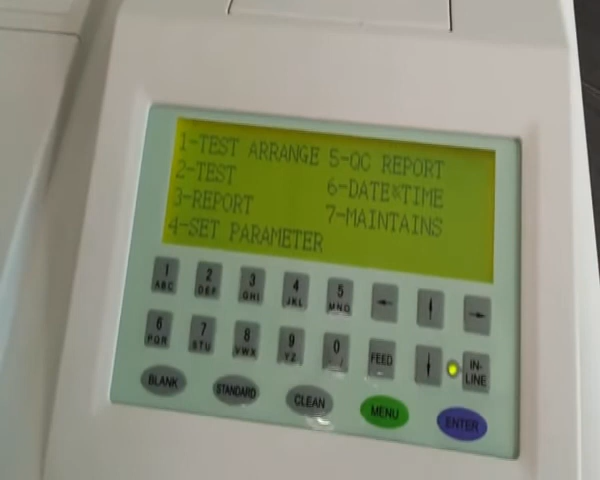 1-TEST ARRANGE 5-QC REPORT
2-TEST 6-DATE&TIME
3-REPORT 7-MAINTAINS
4-SET PARAMETER
1 2 3 4 5 ← ↑ →
ABC DEF GHI JKL MNO
6 7 8 9 0 FEED ↓ IN-LINE
PQR STU VWX YZ
BLANK STANDARD CLEAN MENU ENTER